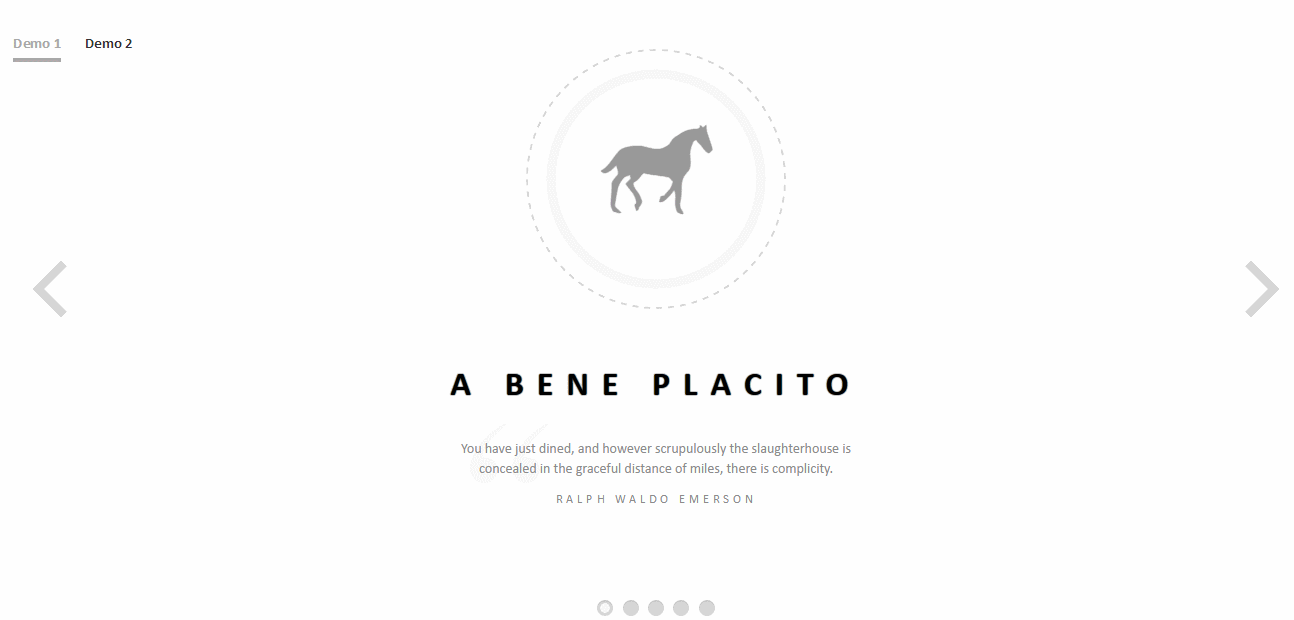 Demo 1 Demo 2
A BENE PLACITO
You have just dined, and however scrupulously the slaughterhouse is
concealed in the graceful distance of miles, there is complicity.
RALPH WALDO EMERSON